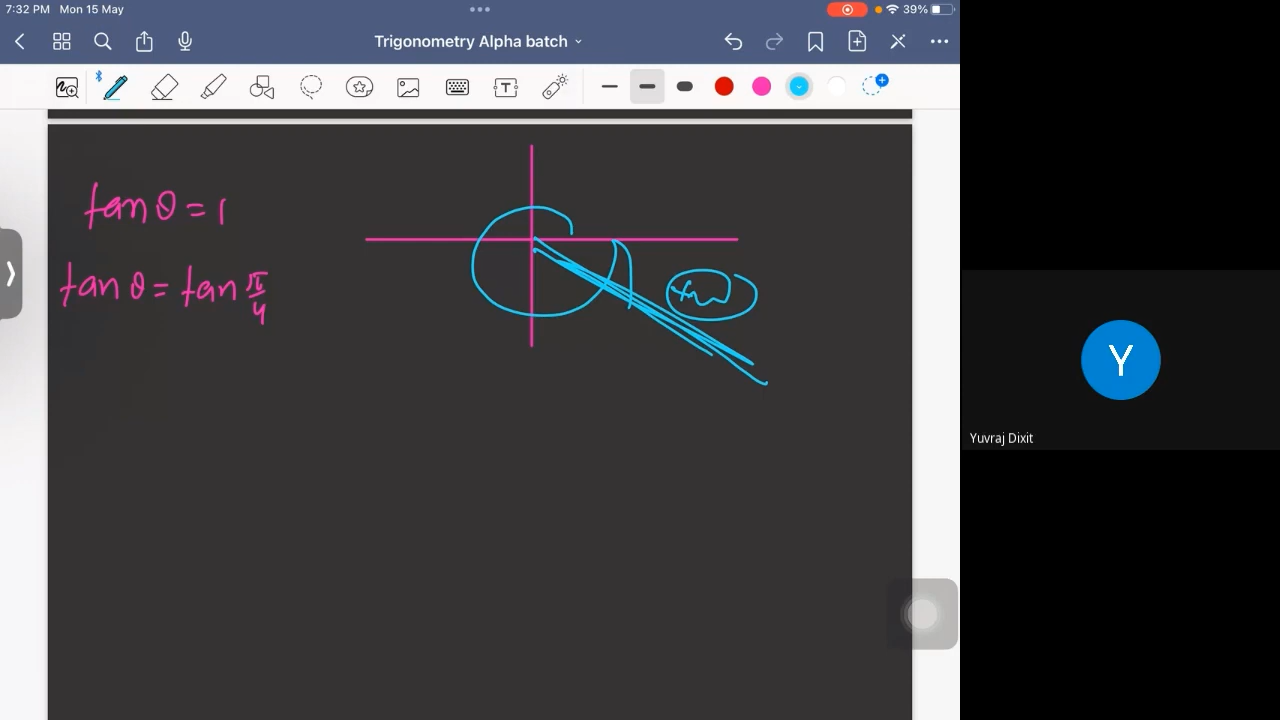 7:32 PM Mon 15 May
39%
Trigonometry Alpha batch
T
tan θ = 1
tan θ = tan π/4
Y
Yuvraj Dixit